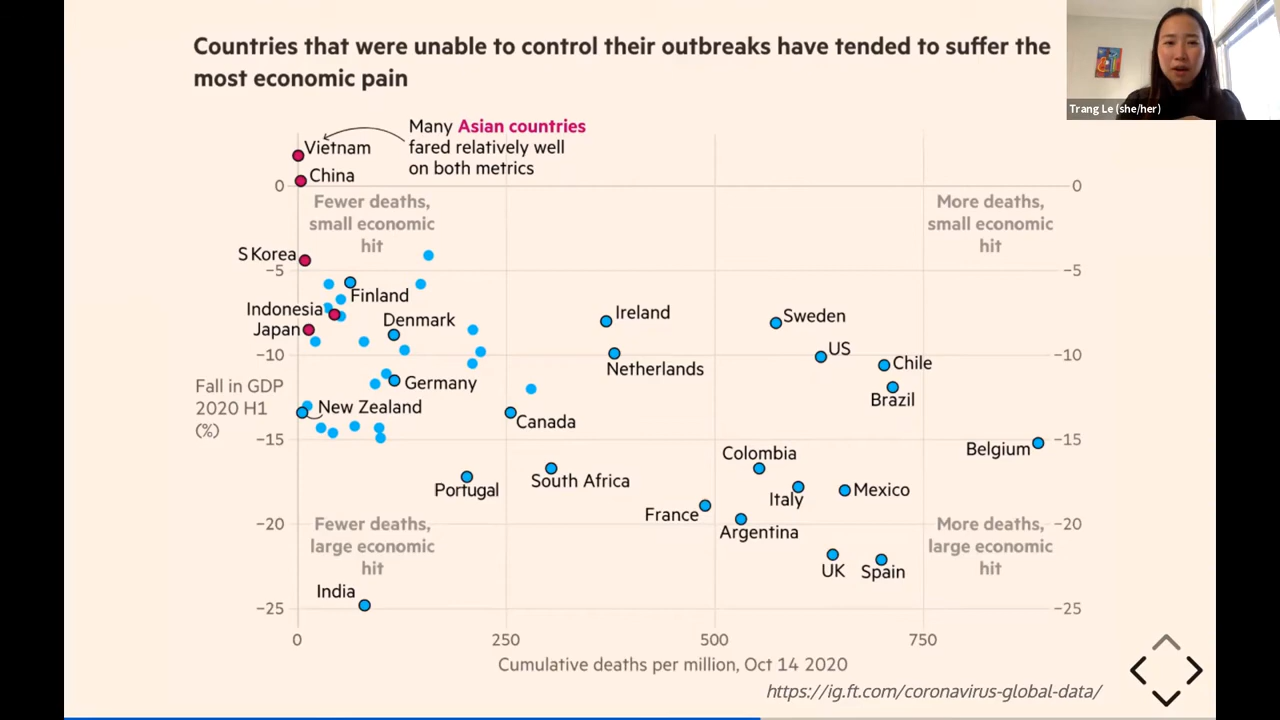 Countries that were unable to control their outbreaks have tended to suffer the
most economic pain
Trang Le (she/her)
Many Asian countries
fared relatively well
on both metrics
Vietnam
China
0
0
Fewer deaths,
small economic
hit
More deaths,
small economic
hit
S Korea
−5
−5
Finland
Indonesia
Japan
Denmark
Ireland
Sweden
US
−10
−10
Netherlands
Chile
Brazil
Germany
Fall in GDP
2020 H1
(%)
New Zealand
Canada
−15
−15
Belgium
Colombia
South Africa
Portugal
Italy
Mexico
France
Argentina
−20
−20
Fewer deaths,
large economic
hit
More deaths,
large economic
hit
UK
Spain
India
−25
−25
0
250
500
750
Cumulative deaths per million, Oct 14 2020
https://ig.ft.com/coronavirus-global-data/